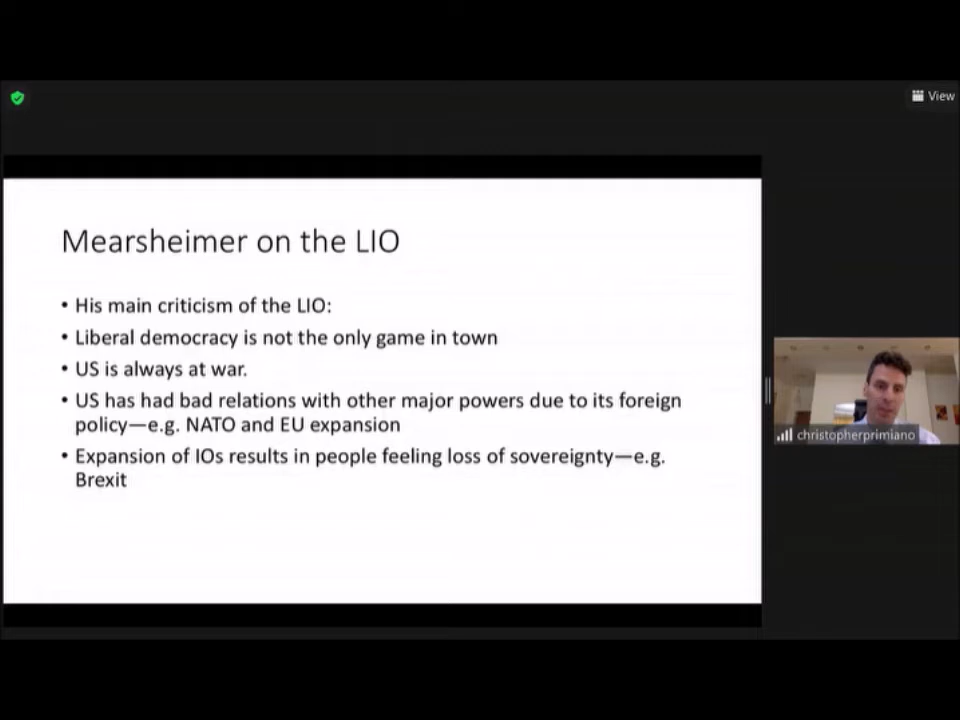 View
Mearsheimer on the LIO
• His main criticism of the LIO:
• Liberal democracy is not the only game in town
• US is always at war.
• US has had bad relations with other major powers due to its foreign
policy—e.g. NATO and EU expansion
• Expansion of IOs results in people feeling loss of sovereignty—e.g.
Brexit
christopherprimiano